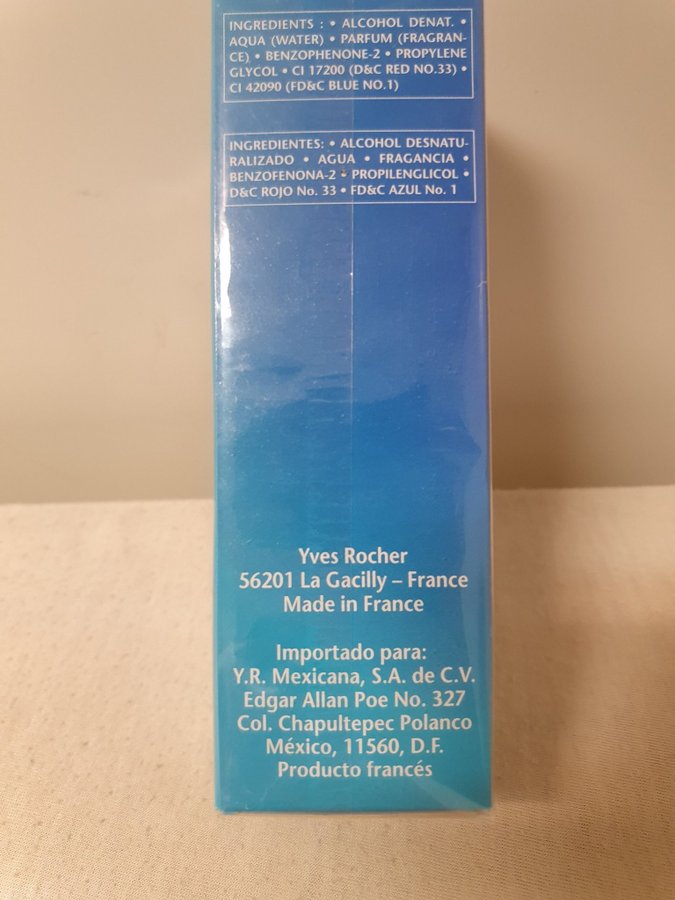 INGREDIENTS : • ALCOHOL DENAT. •
AQUA (WATER) • PARFUM (FRAGRAN-
CE) • BENZOPHENONE-2 • PROPYLENE
GLYCOL • CI 17200 (D&C RED NO.33) •
CI 42090 (FD&C BLUE NO.1)
INGREDIENTES: • ALCOHOL DESNATU-
RALIZADO • AGUA • FRAGANCIA •
BENZOFENONA-2 • PROPILENGLICOL •
D&C ROJO No. 33 • FD&C AZUL No. 1
Yves Rocher
56201 La Gacilly – France
Made in France
Importado para:
Y.R. Mexicana, S.A. de C.V.
Edgar Allan Poe No. 327
Col. Chapultepec Polanco
México, 11560, D.F.
Producto francés